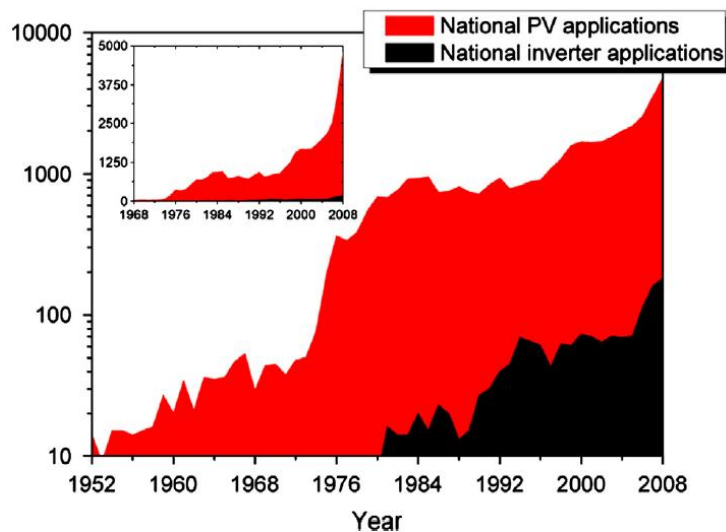 National PV applications
National inverter applications
10000
1000
100
10
1952 1960 1968 1976 1984 1992 2000 2008
Year
5000
3750
2500
1250
0
1968 1976 1984 1992 2000 2008